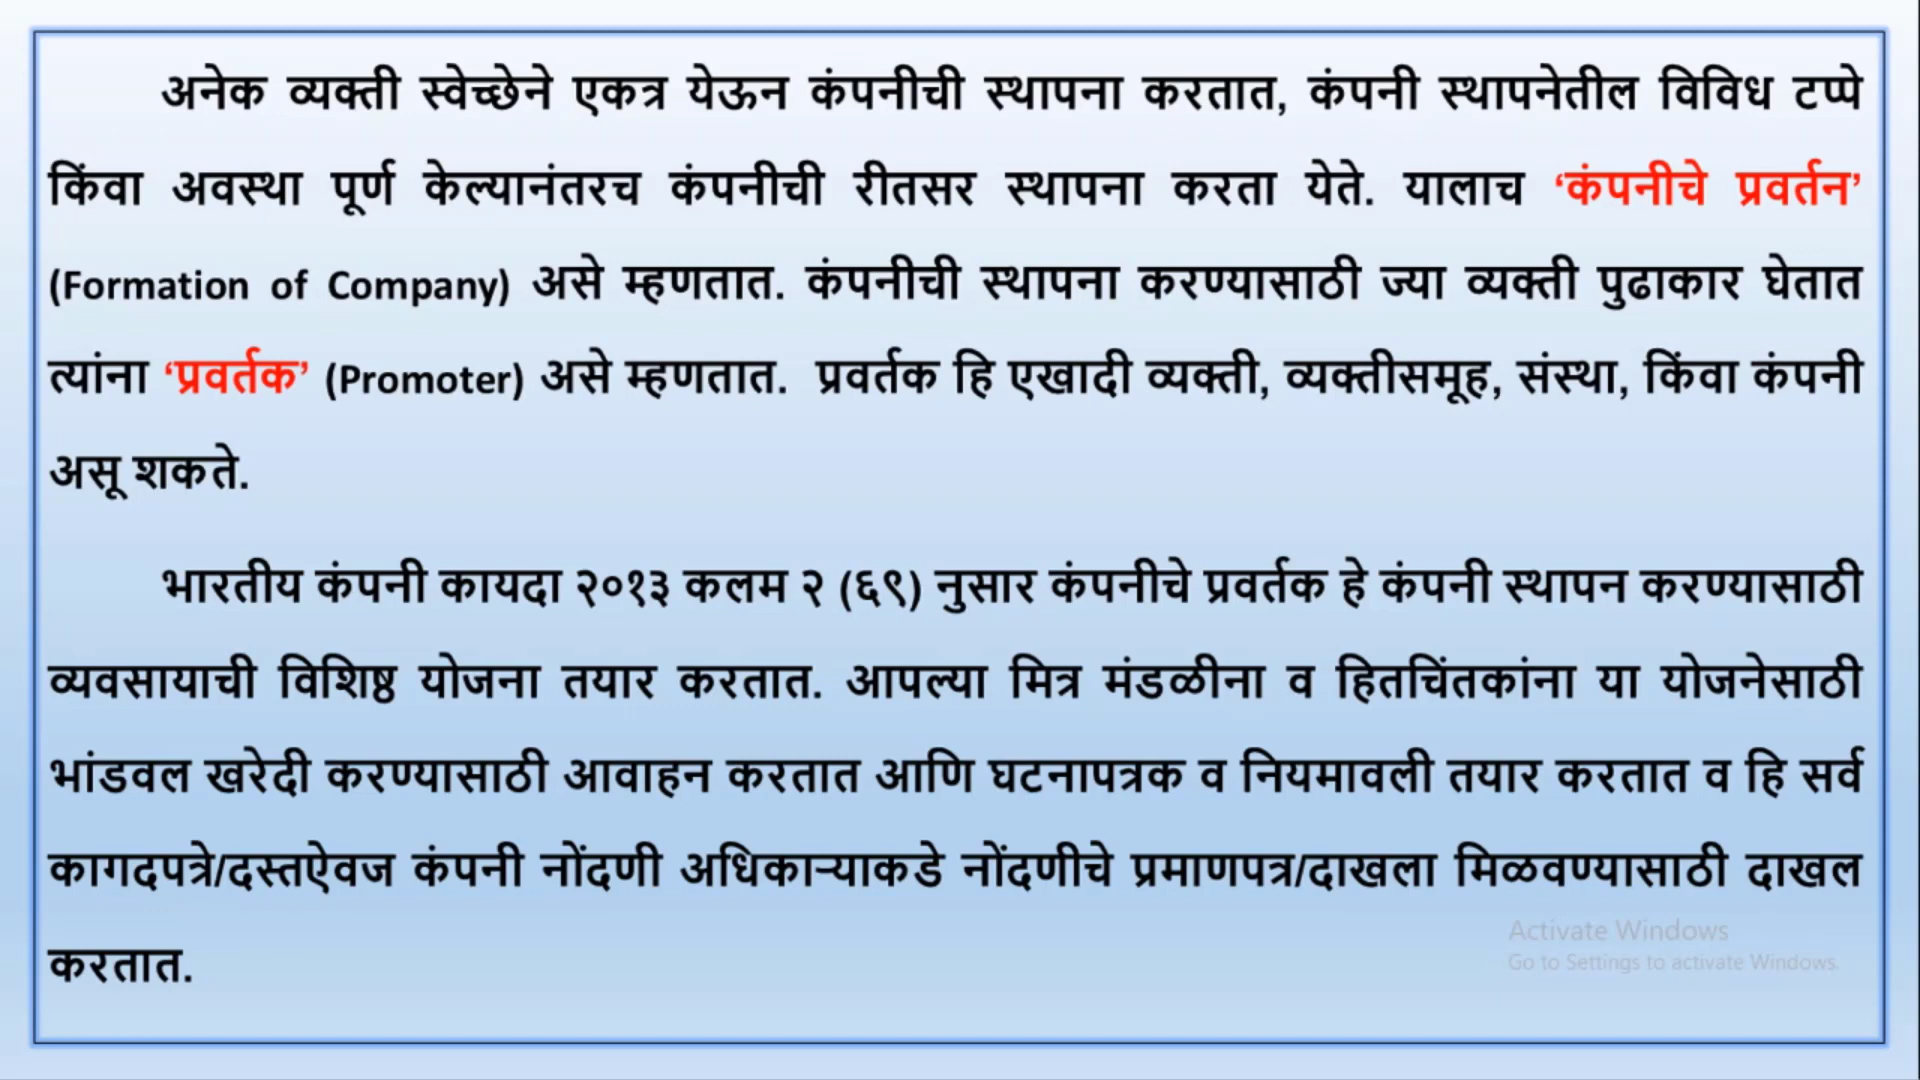 अनेक व्यक्ती स्वेच्छेने एकत्र येऊन कंपनीची स्थापना करतात, कंपनी स्थापनेतील विविध टप्पे
किंवा अवस्था पूर्ण केल्यानंतरच कंपनीची रीतसर स्थापना करता येते. यालाच ‘कंपनीचे प्रवर्तन’
(Formation of Company) असे म्हणतात. कंपनीची स्थापना करण्यासाठी ज्या व्यक्ती पुढाकार घेतात
त्यांना ‘प्रवर्तक’ (Promoter) असे म्हणतात. प्रवर्तक हि एखादी व्यक्ती, व्यक्तीसमूह, संस्था, किंवा कंपनी
असू शकते.
भारतीय कंपनी कायदा २०१३ कलम २ (६९) नुसार कंपनीचे प्रवर्तक हे कंपनी स्थापन करण्यासाठी
व्यवसायाची विशिष्ठ योजना तयार करतात. आपल्या मित्र मंडळीना व हितचिंतकांना या योजनेसाठी
भांडवल खरेदी करण्यासाठी आवाहन करतात आणि घटनापत्रक व नियमावली तयार करतात व हि सर्व
कागदपत्रे/दस्तऐवज कंपनी नोंदणी अधिकाऱ्याकडे नोंदणीचे प्रमाणपत्र/दाखला मिळवण्यासाठी दाखल
करतात.
Activate Windows
Go to Settings to activate Windows.